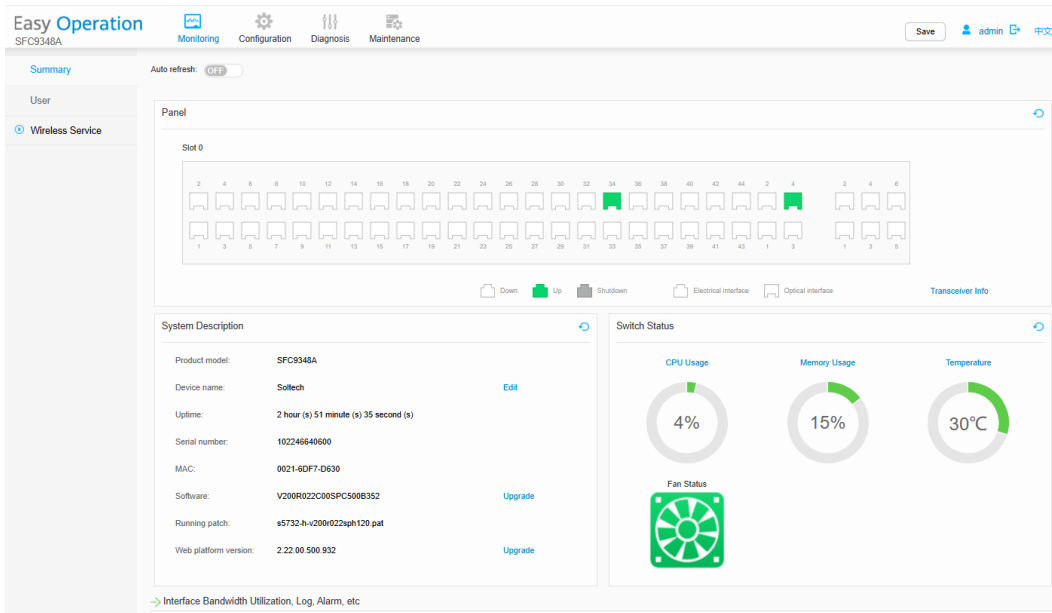 Easy Operation
SFC9348A
Monitoring Configuration Diagnosis Maintenance
Save admin 中文
Summary
User
Wireless Service
Auto refresh: OFF
Panel
Slot 0
2 4 6 8 10 12 14 16 18 20 22 24 26 28 30 32 34 36 38 40 42 44 2 4 2 4 6
1 3 5 7 9 11 13 15 17 19 21 23 25 27 29 31 33 35 37 39 41 43 1 3 1 3 5
Down Up Shutdown Electrical interface Optical interface Transceiver Info
System Description
Product model: SFC9348A
Device name: Soltech Edit
Uptime: 2 hour (s) 51 minute (s) 35 second (s)
Serial number: 102246640600
MAC: 0021-6DF7-D630
Software: V200R022C00SPC500B352 Upgrade
Running patch: s5732-h-v200r022sph120.pat
Web platform version: 2.22.00.500.932 Upgrade
Switch Status
CPU Usage Memory Usage Temperature
4% 15% 30°C
Fan Status
Interface Bandwidth Utilization, Log, Alarm, etc